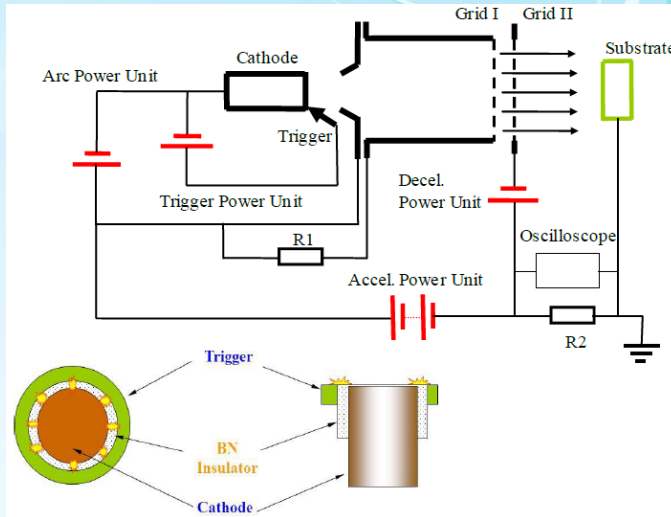 Grid I Grid II
Substrate
Cathode
Arc Power Unit
Trigger
Decel.
Power Unit
Trigger Power Unit
Oscilloscope
R1
Accel. Power Unit
R2
Trigger
BN
Insulator
Cathode